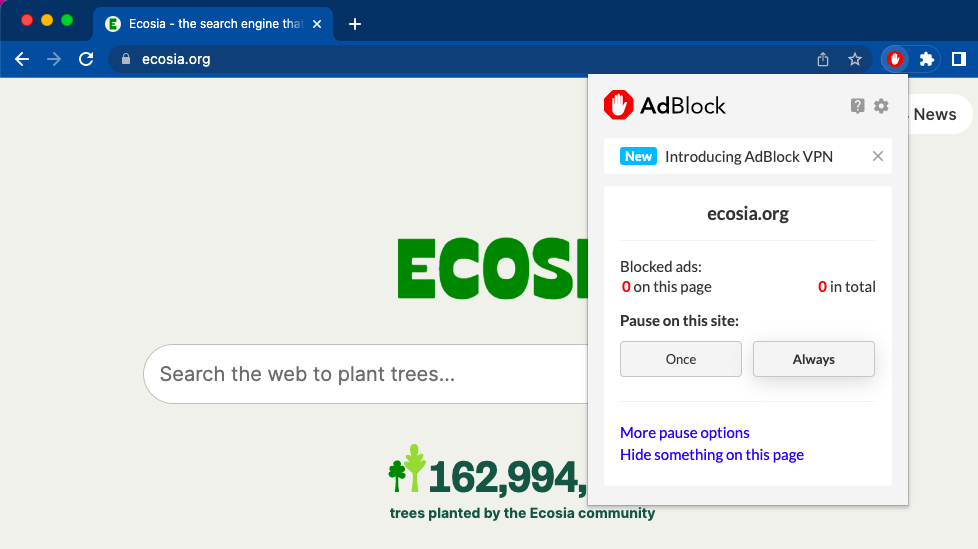 Ecosia - the search engine tha
ecosia.org
AdBlock
News
New Introducing AdBlock VPN
ecosia.org
ECOSI
Blocked ads:
0 on this page
0 in total
Pause on this site:
Once
Always
Search the web to plant trees...
More pause options
Hide something on this page
162,994,
trees planted by the Ecosia community